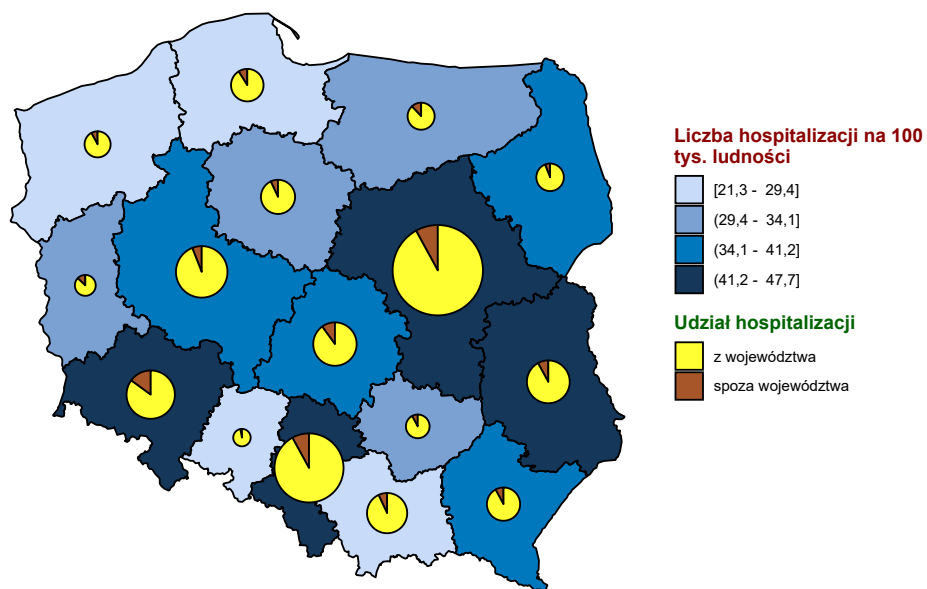 Liczba hospitalizacji na 100
tys. ludności
[21,3 - 29,4]
(29,4 - 34,1]
(34,1 - 41,2]
(41,2 - 47,7]
Udział hospitalizacji
z województwa
spoza województwa